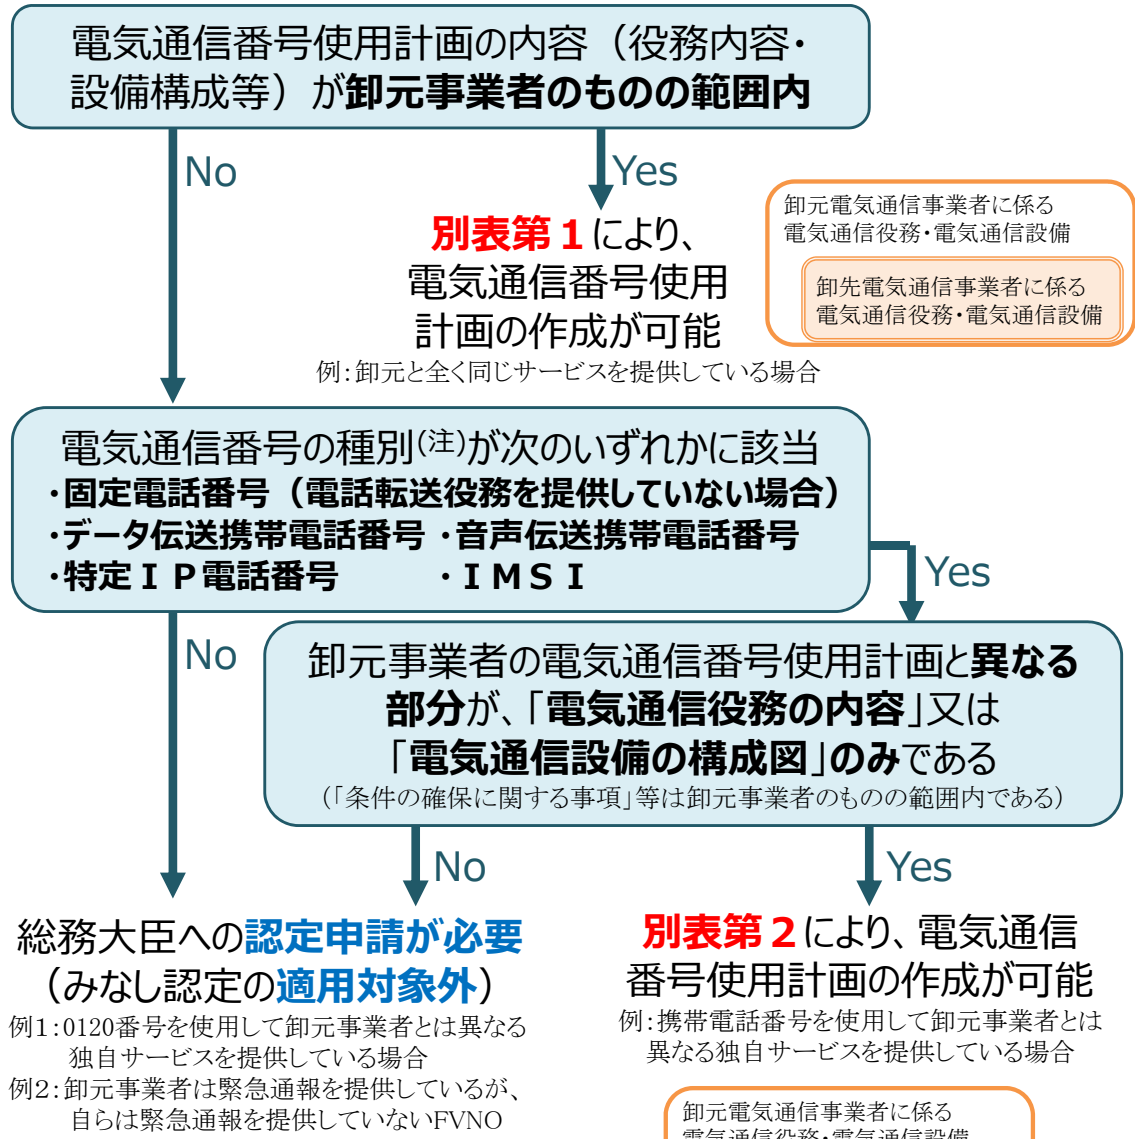 電気通信番号使用計画の内容（役務内容・
設備構成等）が卸元事業者のものの範囲内
No
Yes
別表第１により、
電気通信番号使用
計画の作成が可能
例：卸元と全く同じサービスを提供している場合
卸元電気通信事業者に係る
電気通信役務・電気通信設備
卸先電気通信事業者に係る
電気通信役務・電気通信設備
電気通信番号の種別(注)が次のいずれかに該当
・固定電話番号（電話転送役務を提供していない場合）
・データ伝送携帯電話番号 ・音声伝送携帯電話番号
・特定ＩＰ電話番号 ・ＩＭＳＩ
Yes
No
卸元事業者の電気通信番号使用計画と異なる
部分が、「電気通信役務の内容」又は
「電気通信設備の構成図」のみである
（「条件の確保に関する事項」等は卸元事業者のものの範囲内である）
No
Yes
総務大臣への認定申請が必要
（みなし認定の適用対象外）
例１：0120番号を使用して卸元事業者とは異なる
独自サービスを提供している場合
例２：卸元事業者は緊急通報を提供しているが、
自らは緊急通報を提供していないFVNO
別表第２により、電気通信
番号使用計画の作成が可能
例：携帯電話番号を使用して卸元事業者とは
異なる独自サービスを提供している場合
卸元電気通信事業者に係る
電気通信役務・電気通信設備